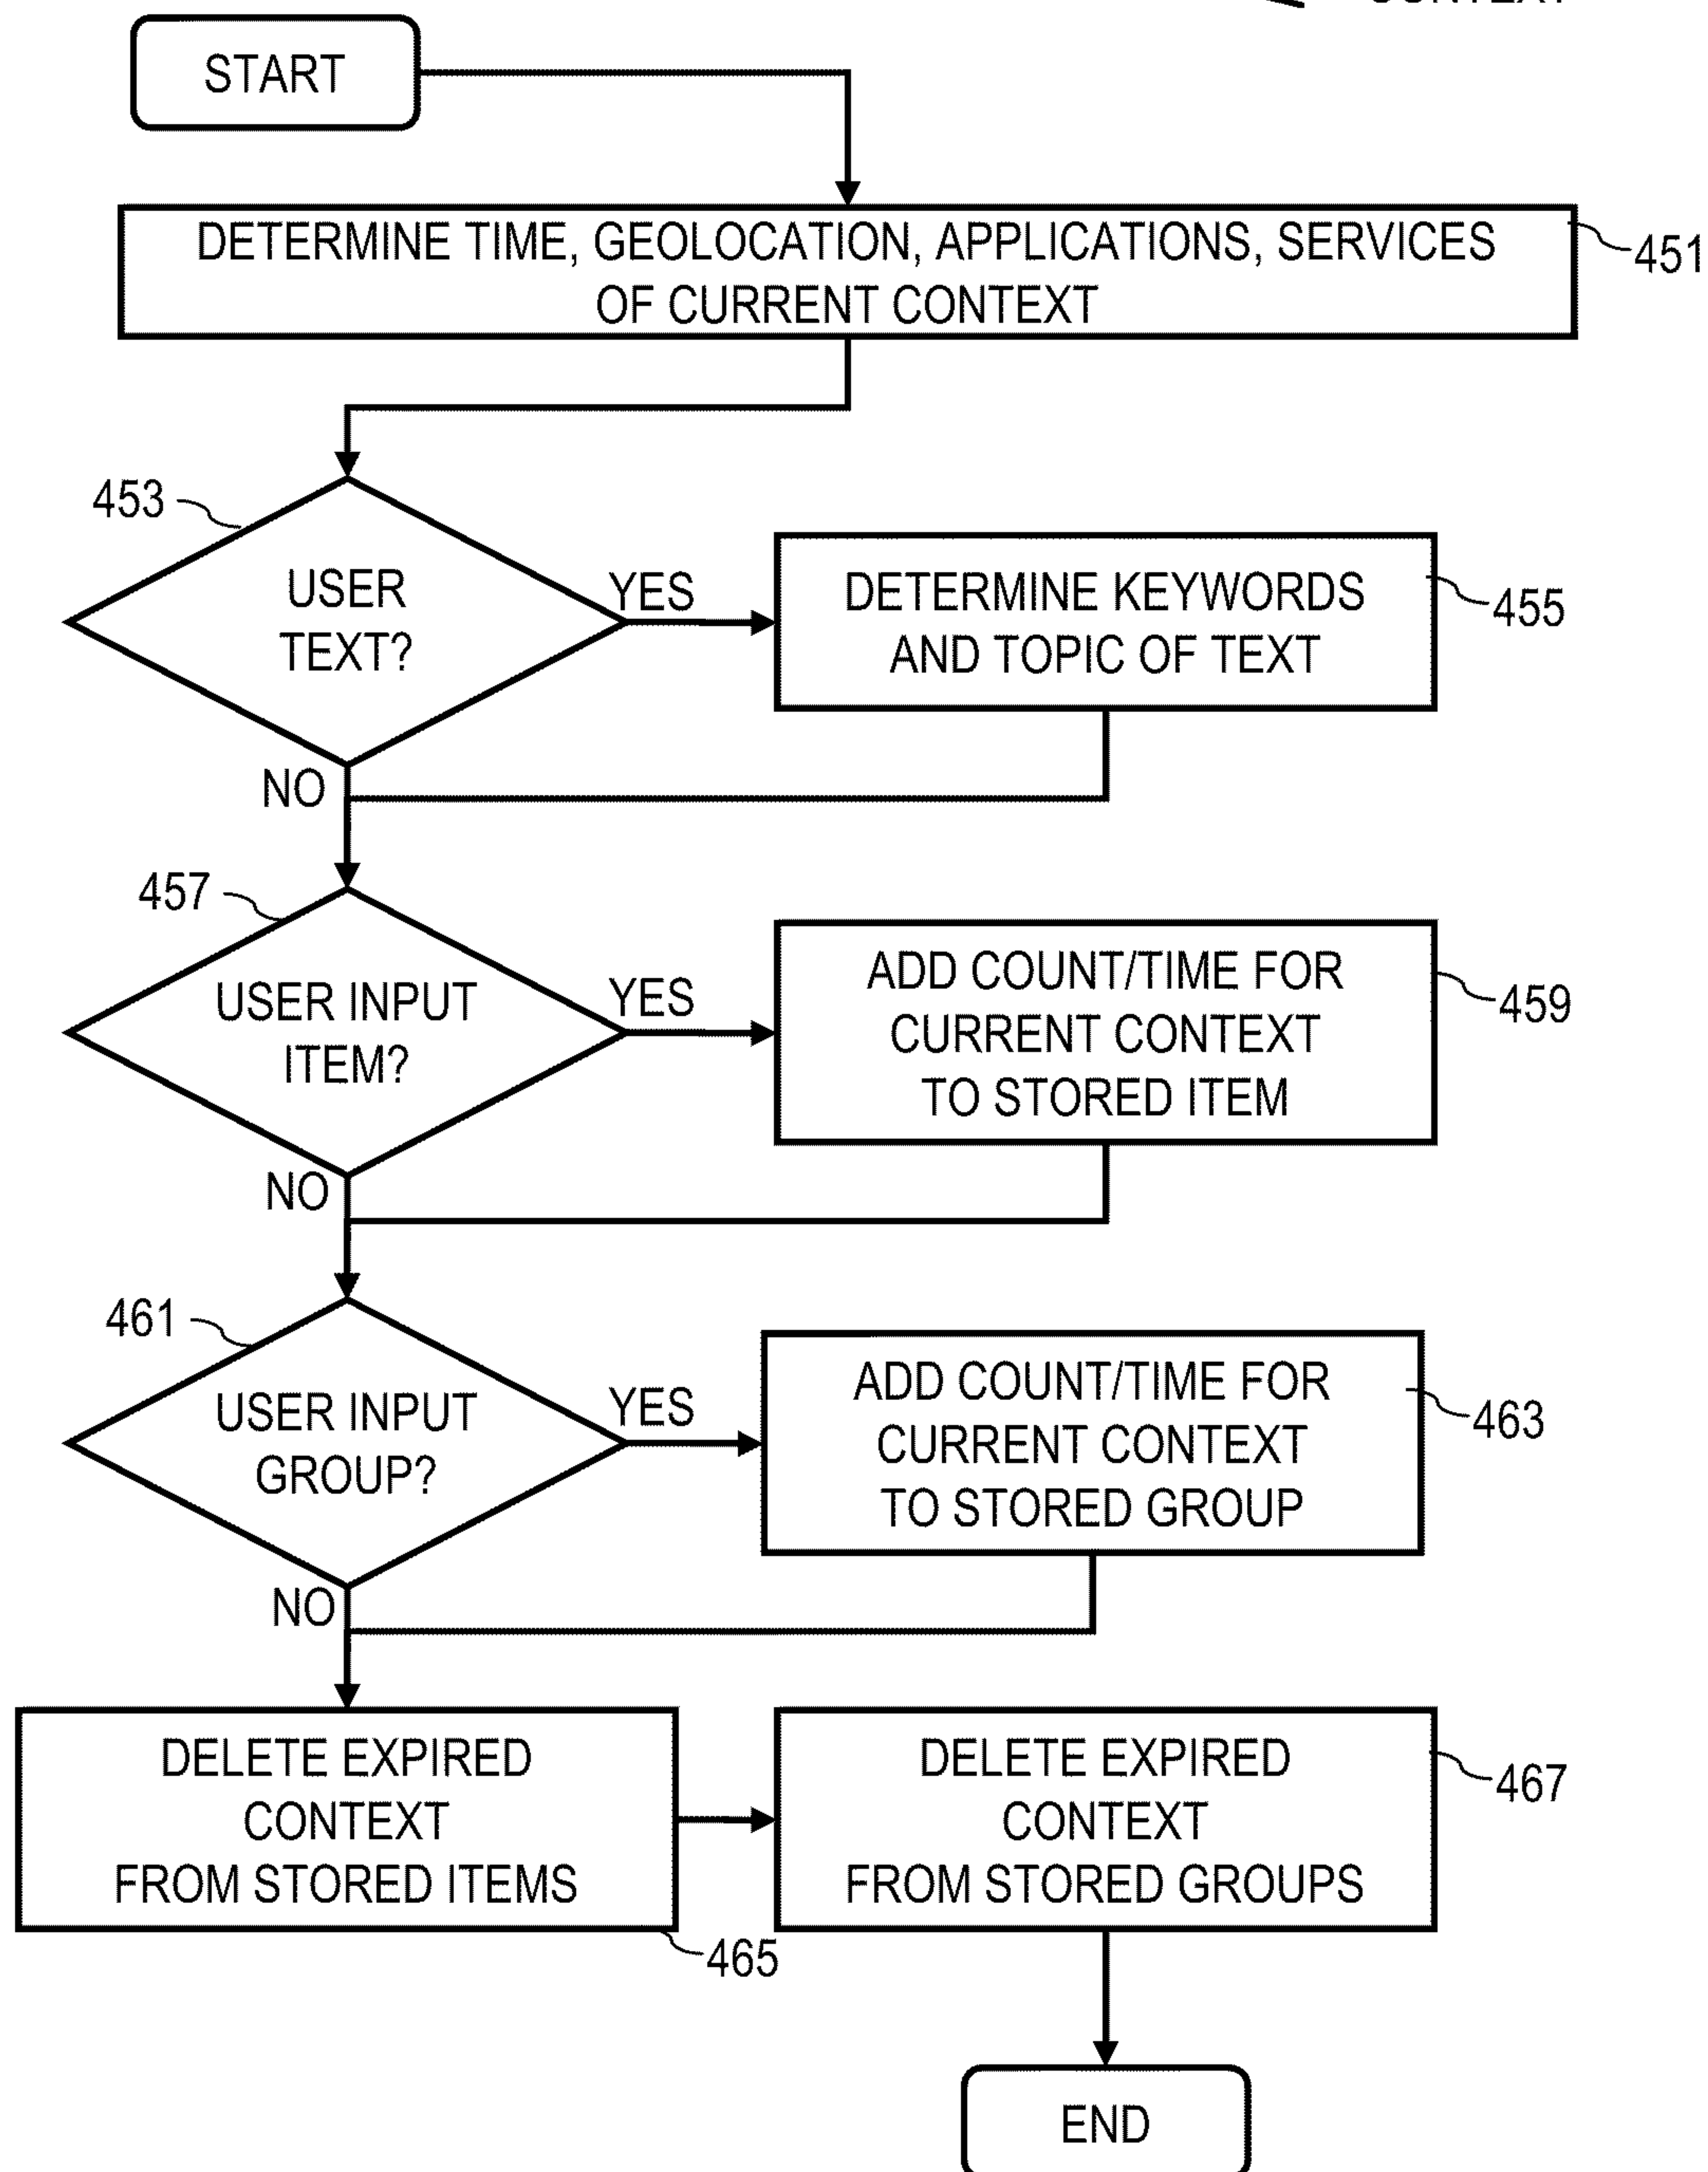 CONTEXT
START
DETERMINE TIME, GEOLOCATION, APPLICATIONS, SERVICES
OF CURRENT CONTEXT
451
453
USER
TEXT?
YES
DETERMINE KEYWORDS
AND TOPIC OF TEXT
455
NO
457
USER INPUT
ITEM?
YES
ADD COUNT/TIME FOR
CURRENT CONTEXT
TO STORED ITEM
459
NO
461
USER INPUT
GROUP?
YES
ADD COUNT/TIME FOR
CURRENT CONTEXT
TO STORED GROUP
463
NO
DELETE EXPIRED
CONTEXT
FROM STORED ITEMS
465
DELETE EXPIRED
CONTEXT
FROM STORED GROUPS
467
END